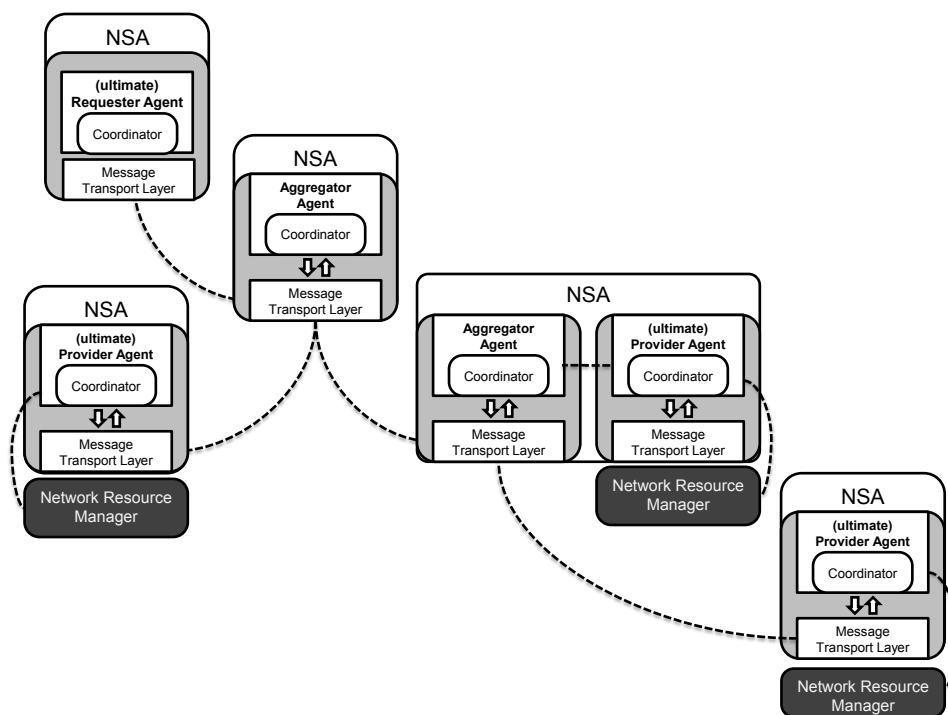 NSA
(ultimate)
Requester Agent
Coordinator
Message
Transport Layer
NSA
Aggregator
Agent
Coordinator
Message
Transport Layer
NSA
(ultimate)
Provider Agent
Coordinator
Message
Transport Layer
Network Resource
Manager
NSA
Aggregator
Agent
Coordinator
Message
Transport Layer
(ultimate)
Provider Agent
Coordinator
Message
Transport Layer
Network Resource
Manager
NSA
(ultimate)
Provider Agent
Coordinator
Message
Transport Layer
Network Resource
Manager